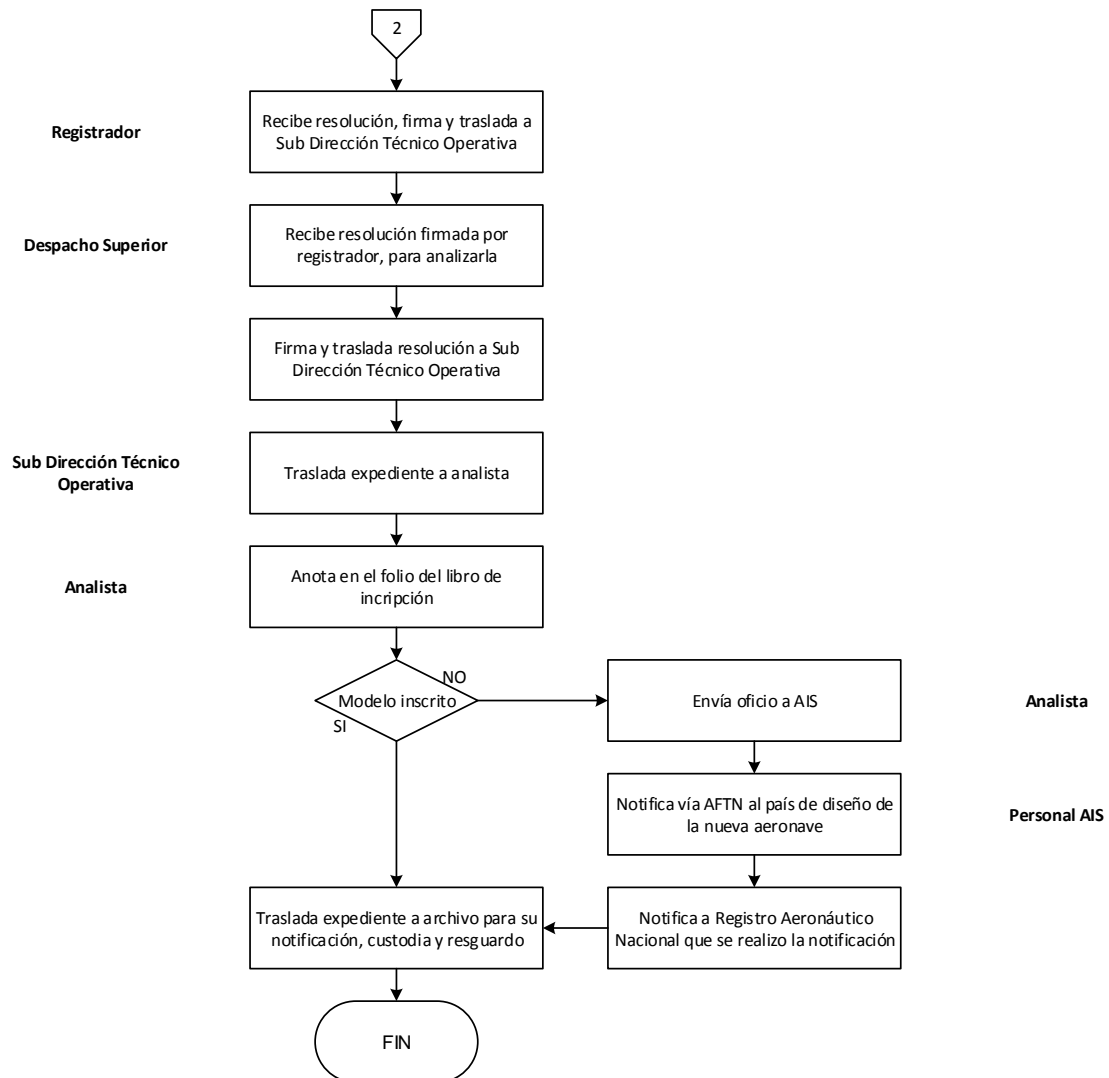 2
Registrador
Recibe resolución, firma y traslada a
Sub Dirección Técnico Operativa
Despacho Superior
Recibe resolución firmada por
registrador, para analizarla
Firma y traslada resolución a Sub
Dirección Técnico Operativa
Sub Dirección Técnico
Operativa
Traslada expediente a analista
Analista
Anota en el folio del libro de
incripción
Modelo inscrito
NO
SI
Envía oficio a AIS
Analista
Notifica vía AFTN al país de diseño de
la nueva aeronave
Personal AIS
Traslada expediente a archivo para su
notificación, custodia y resguardo
Notifica a Registro Aeronáutico
Nacional que se realizo la notificación
FIN